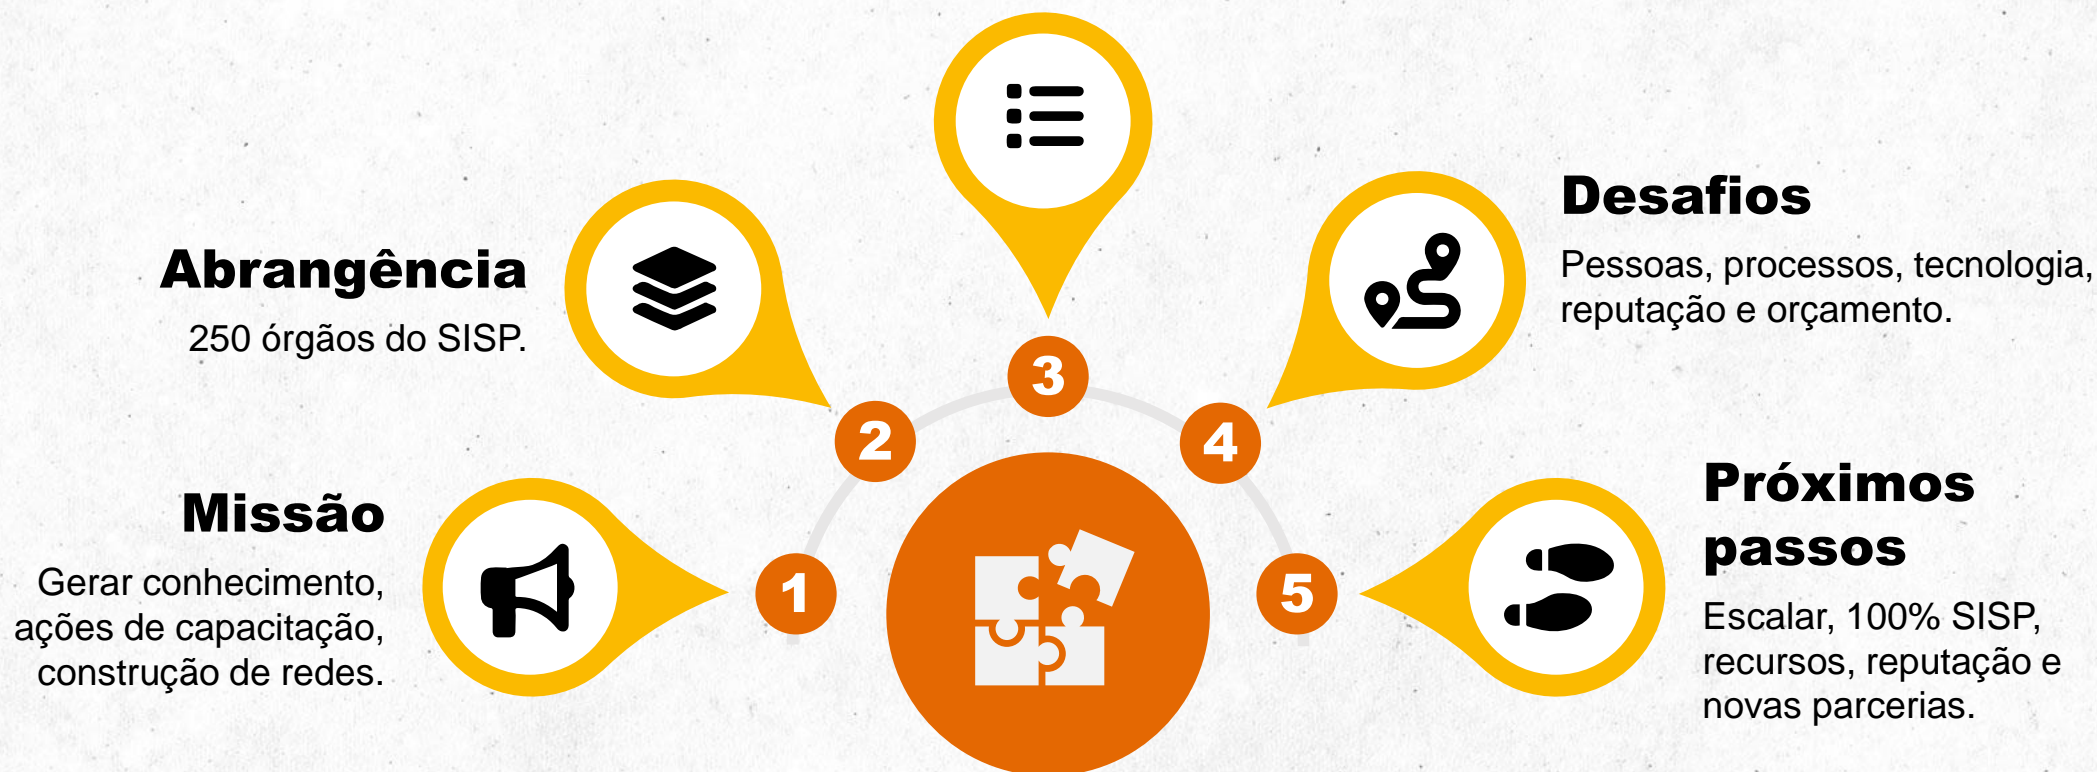 Missão
Gerar conhecimento,
ações de capacitação,
construção de redes.
1
Abrangência
250 órgãos do SISP.
2
3
Desafios
Pessoas, processos, tecnologia,
reputação e orçamento.
4
Próximos
passos
Escalar, 100% SISP,
recursos, reputação e
novas parcerias.
5